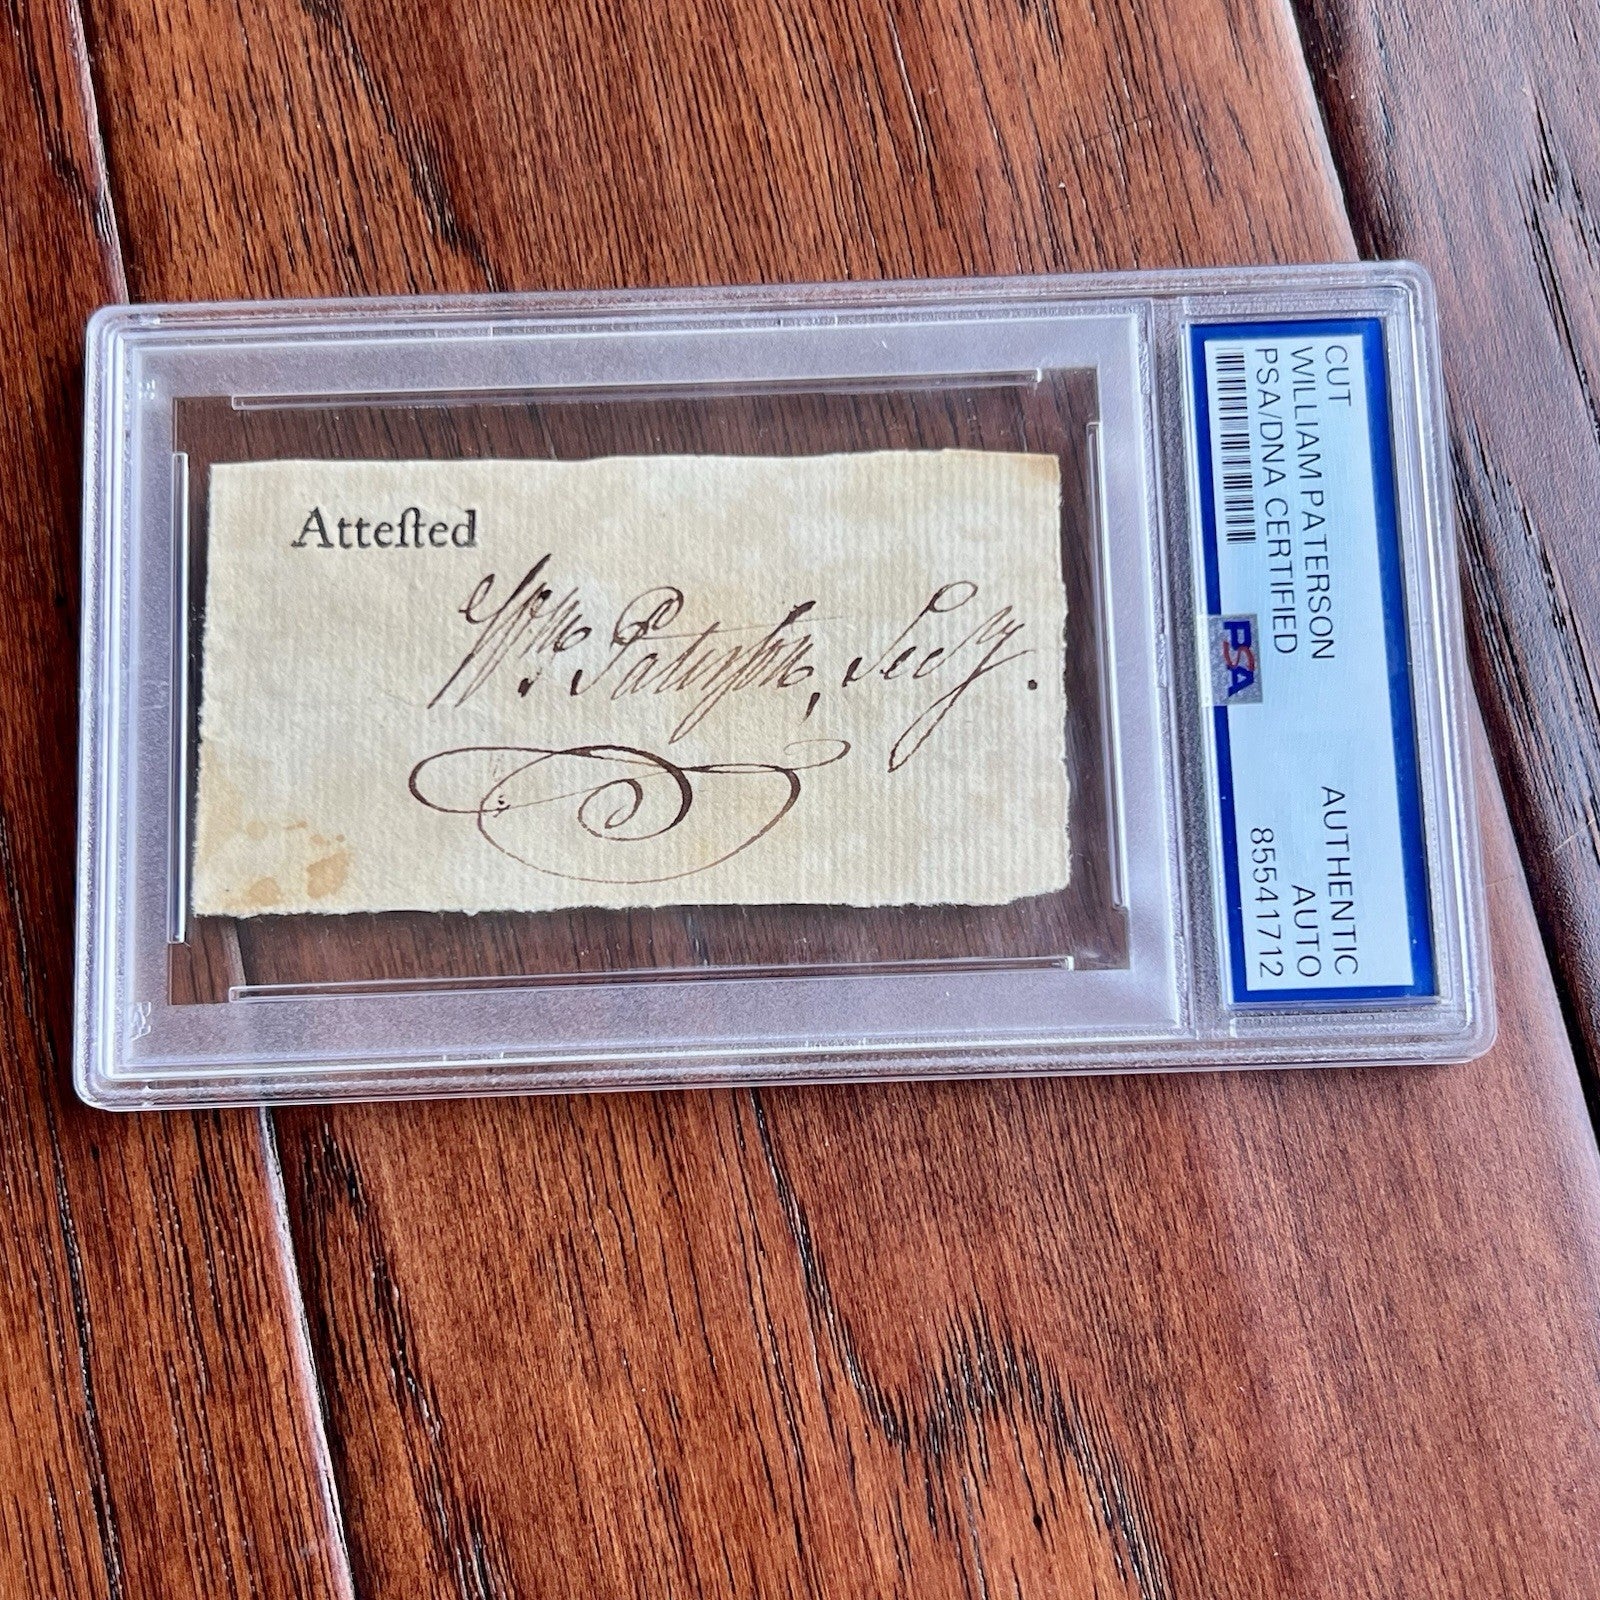 Atteſted
Wm. Paterſon, Secy.
CUT
WILLIAM PATERSON
PSA/DNA CERTIFIED
PSA
AUTHENTIC
AUTO
85541712